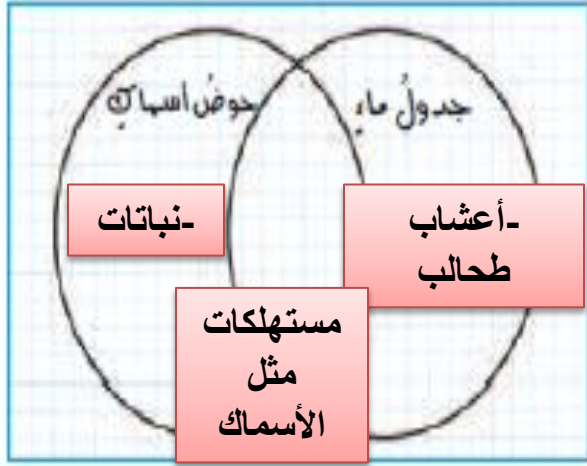 جدولُ ماءٍ
حوضُ أسماكٍ
-أعشاب
طحالب
-نباتات
مستهلكات
مثل
الأسماك